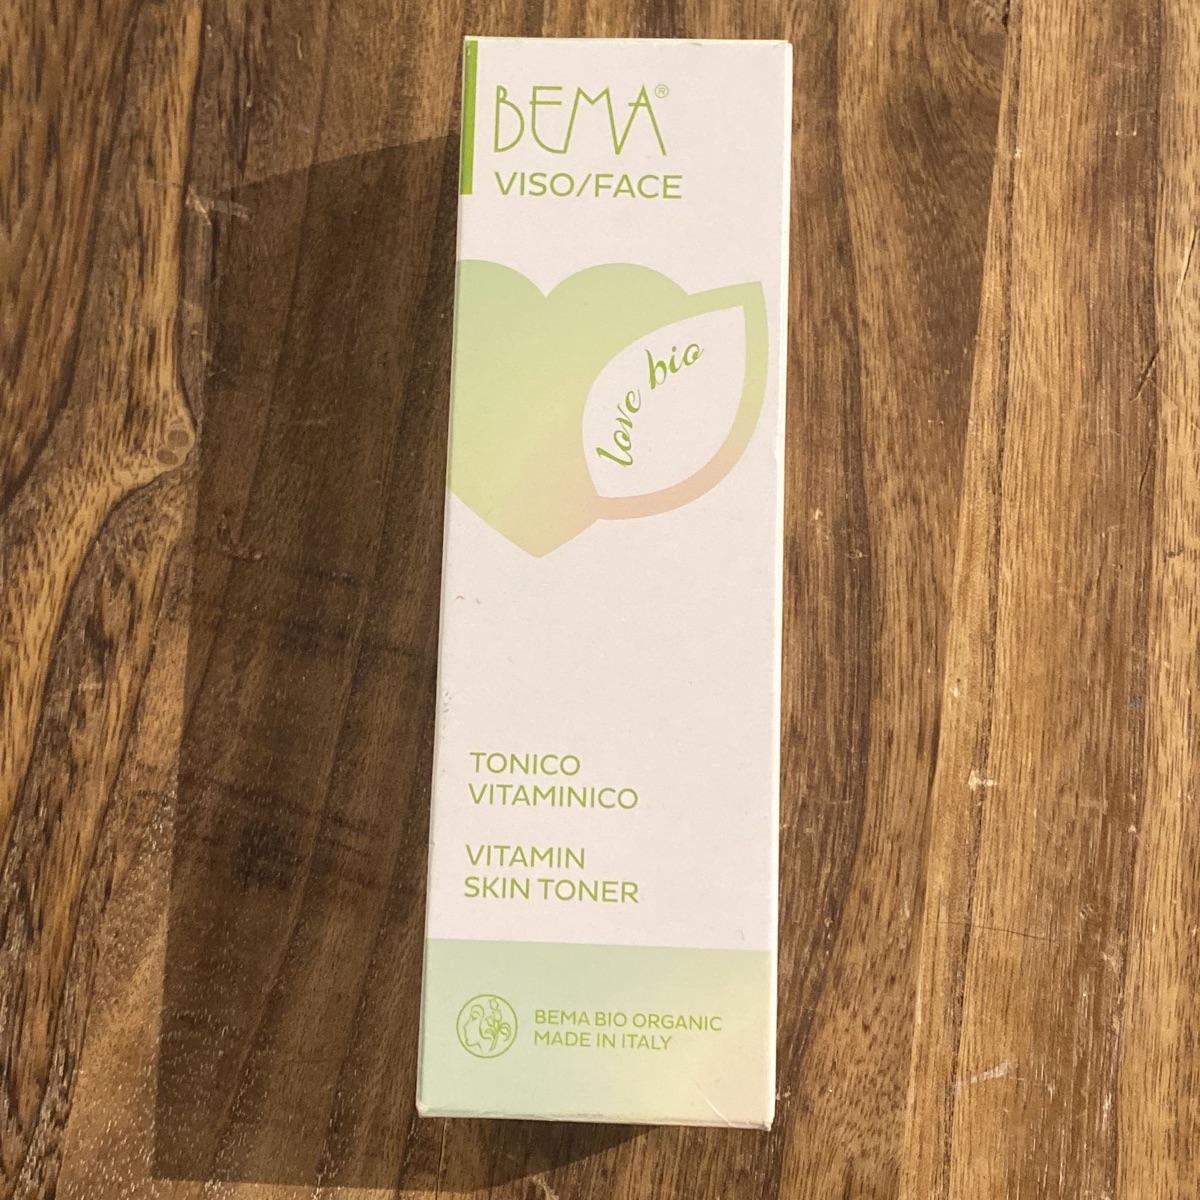 BEMA®
VISO/FACE
love bio
TONICO
VITAMINICO
VITAMIN
SKIN TONER
BEMA BIO ORGANIC
MADE IN ITALY